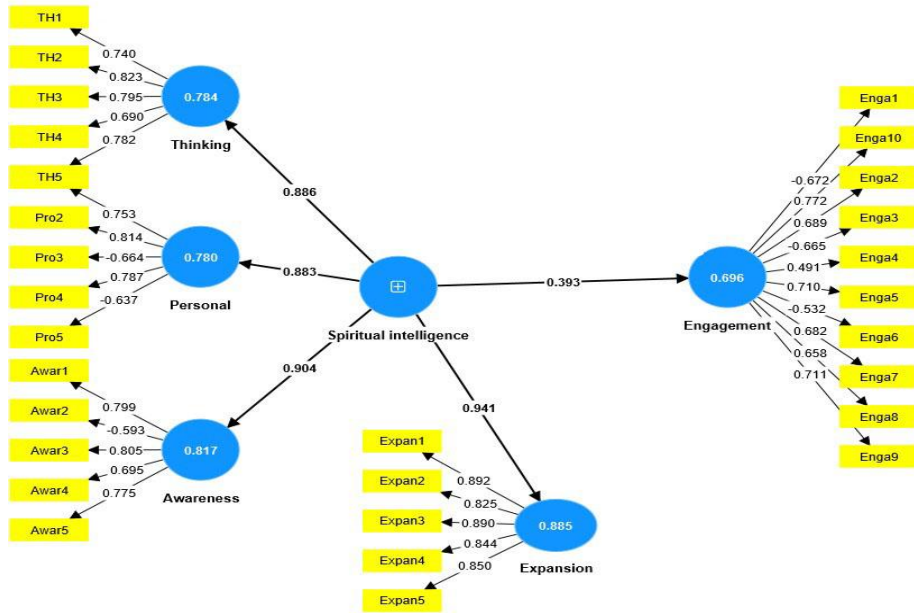 TH1
TH2
TH3
TH4
TH5
0.740
0.823
0.795
0.690
0.782
0.784
Thinking
Pro2
Pro3
Pro4
Pro5
0.753
0.814
-0.664
0.787
-0.637
0.780
Personal
Awar1
Awar2
Awar3
Awar4
Awar5
0.799
-0.593
0.805
0.695
0.775
0.817
Awareness
0.886
0.883
0.904
0.941
0.393
Spiritual intelligence
Expan1
Expan2
Expan3
Expan4
Expan5
0.892
0.825
0.890
0.844
0.850
0.885
Expansion
0.696
Engagement
-0.672
0.772
0.689
-0.665
0.491
0.710
-0.532
0.682
0.658
0.711
Enga1
Enga10
Enga2
Enga3
Enga4
Enga5
Enga6
Enga7
Enga8
Enga9